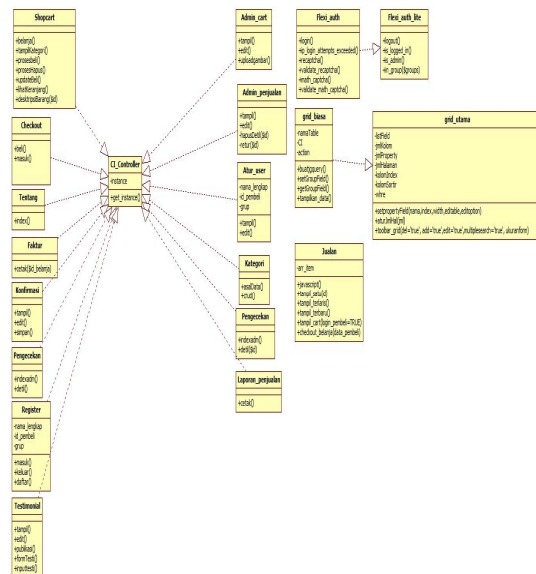 Shopcart
+belanja()
+tampilKategori()
+prosesbeli()
+prosesHapus()
+updateBeli()
+lihatKeranjang()
+desktripsiBarang($id)
Checkout
+beli()
+masuk()
Tentang
+index()
Faktur
+cetak($id_belanja)
Konfirmasi
+tampil()
+edit()
+simpan()
Pengecekan
+indexadm()
+detil()
Register
-nama_lengkap
-id_pembeli
-grup
+masuk()
+keluar()
+daftar()
Testimonial
+tampil()
+edit()
+publikasi()
+formTesti()
+inputtesti()
CI_Controller
-instance
+get_instance()
Admin_cart
+tampil()
+edit()
+uploadgambar()
Admin_penjualan
+tampil()
+edit()
-hapusDetil($id)
-retur($id)
Atur_user
-nama_lengkap
-id_pembeli
-grup
+tampil()
+edit()
Kategori
+asalData()
+crud()
Pengecekan
+indexadm()
+detil($id)
Laporan_penjualan
+cetak()
Flexi_auth
+login()
+ip_login_attempts_exceeded()
+recaptcha()
+validate_recaptcha()
+math_captcha()
+validate_math_captcha()
Flexi_auth_lite
+logout()
+is_logged_in()
+is_admin()
+in_group($groups)
grid_biasa
-namaTable
-CI
-action
+buatjgquery()
+setGroupField()
+getGroupField()
+tampilkan_data()
grid_utama
-listField
-jmlKolom
-jmlProperty
-jmlHalaman
-kolomIndex
-kolomSortir
-whre
+setpropertyField(nama,index,width,editable,editoption)
+aturJmlHal(jml)
+toolbar_grid(del='true', add='true',edit='true',multiplesearch='true', ukuranform)
Jualan
-arr_item
+javascript()
+tampil_satu(id)
+tampil_terlaris()
+tampil_terbaru()
+tampil_cart(login_pembeli=TRUE)
+checkout_belanja(data_pembeli)